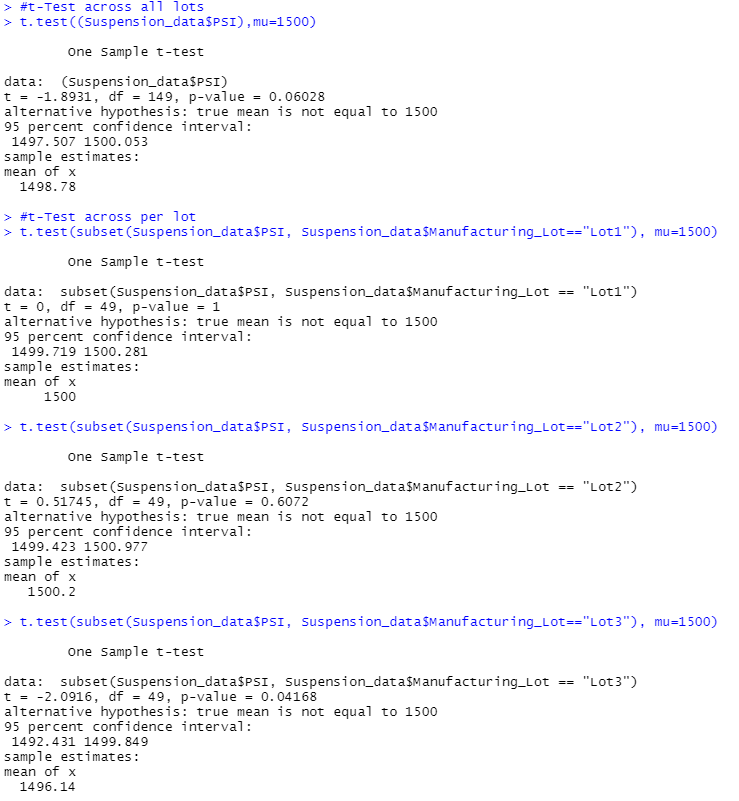 > #t-Test across all lots
> t.test((Suspension_data$PSI),mu=1500)
One Sample t-test
data:  (Suspension_data$PSI)
t = -1.8931, df = 149, p-value = 0.06028
alternative hypothesis: true mean is not equal to 1500
95 percent confidence interval:
1497.507 1500.053
sample estimates:
mean of x
1498.78
> #t-Test across per lot
> t.test(subset(Suspension_data$PSI, Suspension_data$Manufacturing_Lot=="Lot1"), mu=1500)
One Sample t-test
data:  subset(Suspension_data$PSI, Suspension_data$Manufacturing_Lot == "Lot1")
t = 0, df = 49, p-value = 1
alternative hypothesis: true mean is not equal to 1500
95 percent confidence interval:
1499.719 1500.281
sample estimates:
mean of x
1500
> t.test(subset(Suspension_data$PSI, Suspension_data$Manufacturing_Lot=="Lot2"), mu=1500)
One Sample t-test
data:  subset(Suspension_data$PSI, Suspension_data$Manufacturing_Lot == "Lot2")
t = 0.51745, df = 49, p-value = 0.6072
alternative hypothesis: true mean is not equal to 1500
95 percent confidence interval:
1499.423 1500.977
sample estimates:
mean of x
1500.2
> t.test(subset(Suspension_data$PSI, Suspension_data$Manufacturing_Lot=="Lot3"), mu=1500)
One Sample t-test
data:  subset(Suspension_data$PSI, Suspension_data$Manufacturing_Lot == "Lot3")
t = -2.0916, df = 49, p-value = 0.04168
alternative hypothesis: true mean is not equal to 1500
95 percent confidence interval:
1492.431 1499.849
sample estimates:
mean of x
1496.14